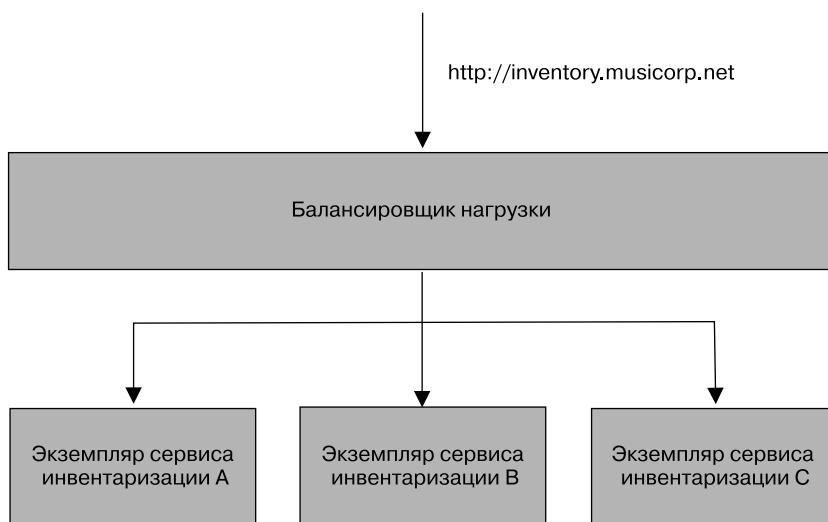 http://inventory.musicorp.net
Балансировщик нагрузки
Экземпляр сервиса
инвентаризации A
Экземпляр сервиса
инвентаризации B
Экземпляр сервиса
инвентаризации C